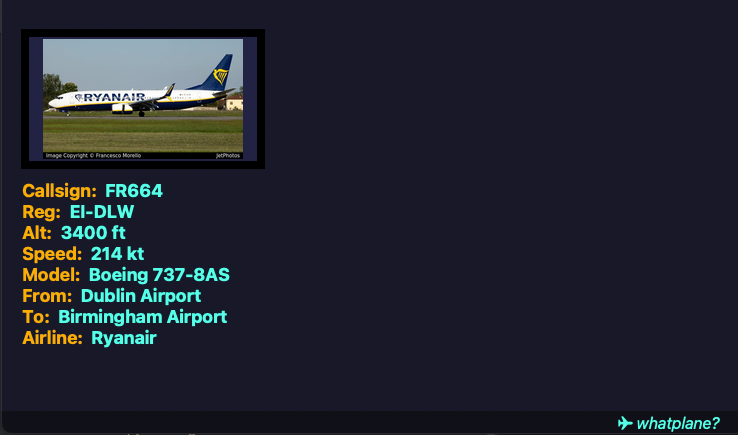 RYANAIR
Image Copyright © Francesco Morello JetPhotos
Callsign: FR664
Reg: EI-DLW
Alt: 3400 ft
Speed: 214 kt
Model: Boeing 737-8AS
From: Dublin Airport
To: Birmingham Airport
Airline: Ryanair
whatplane?